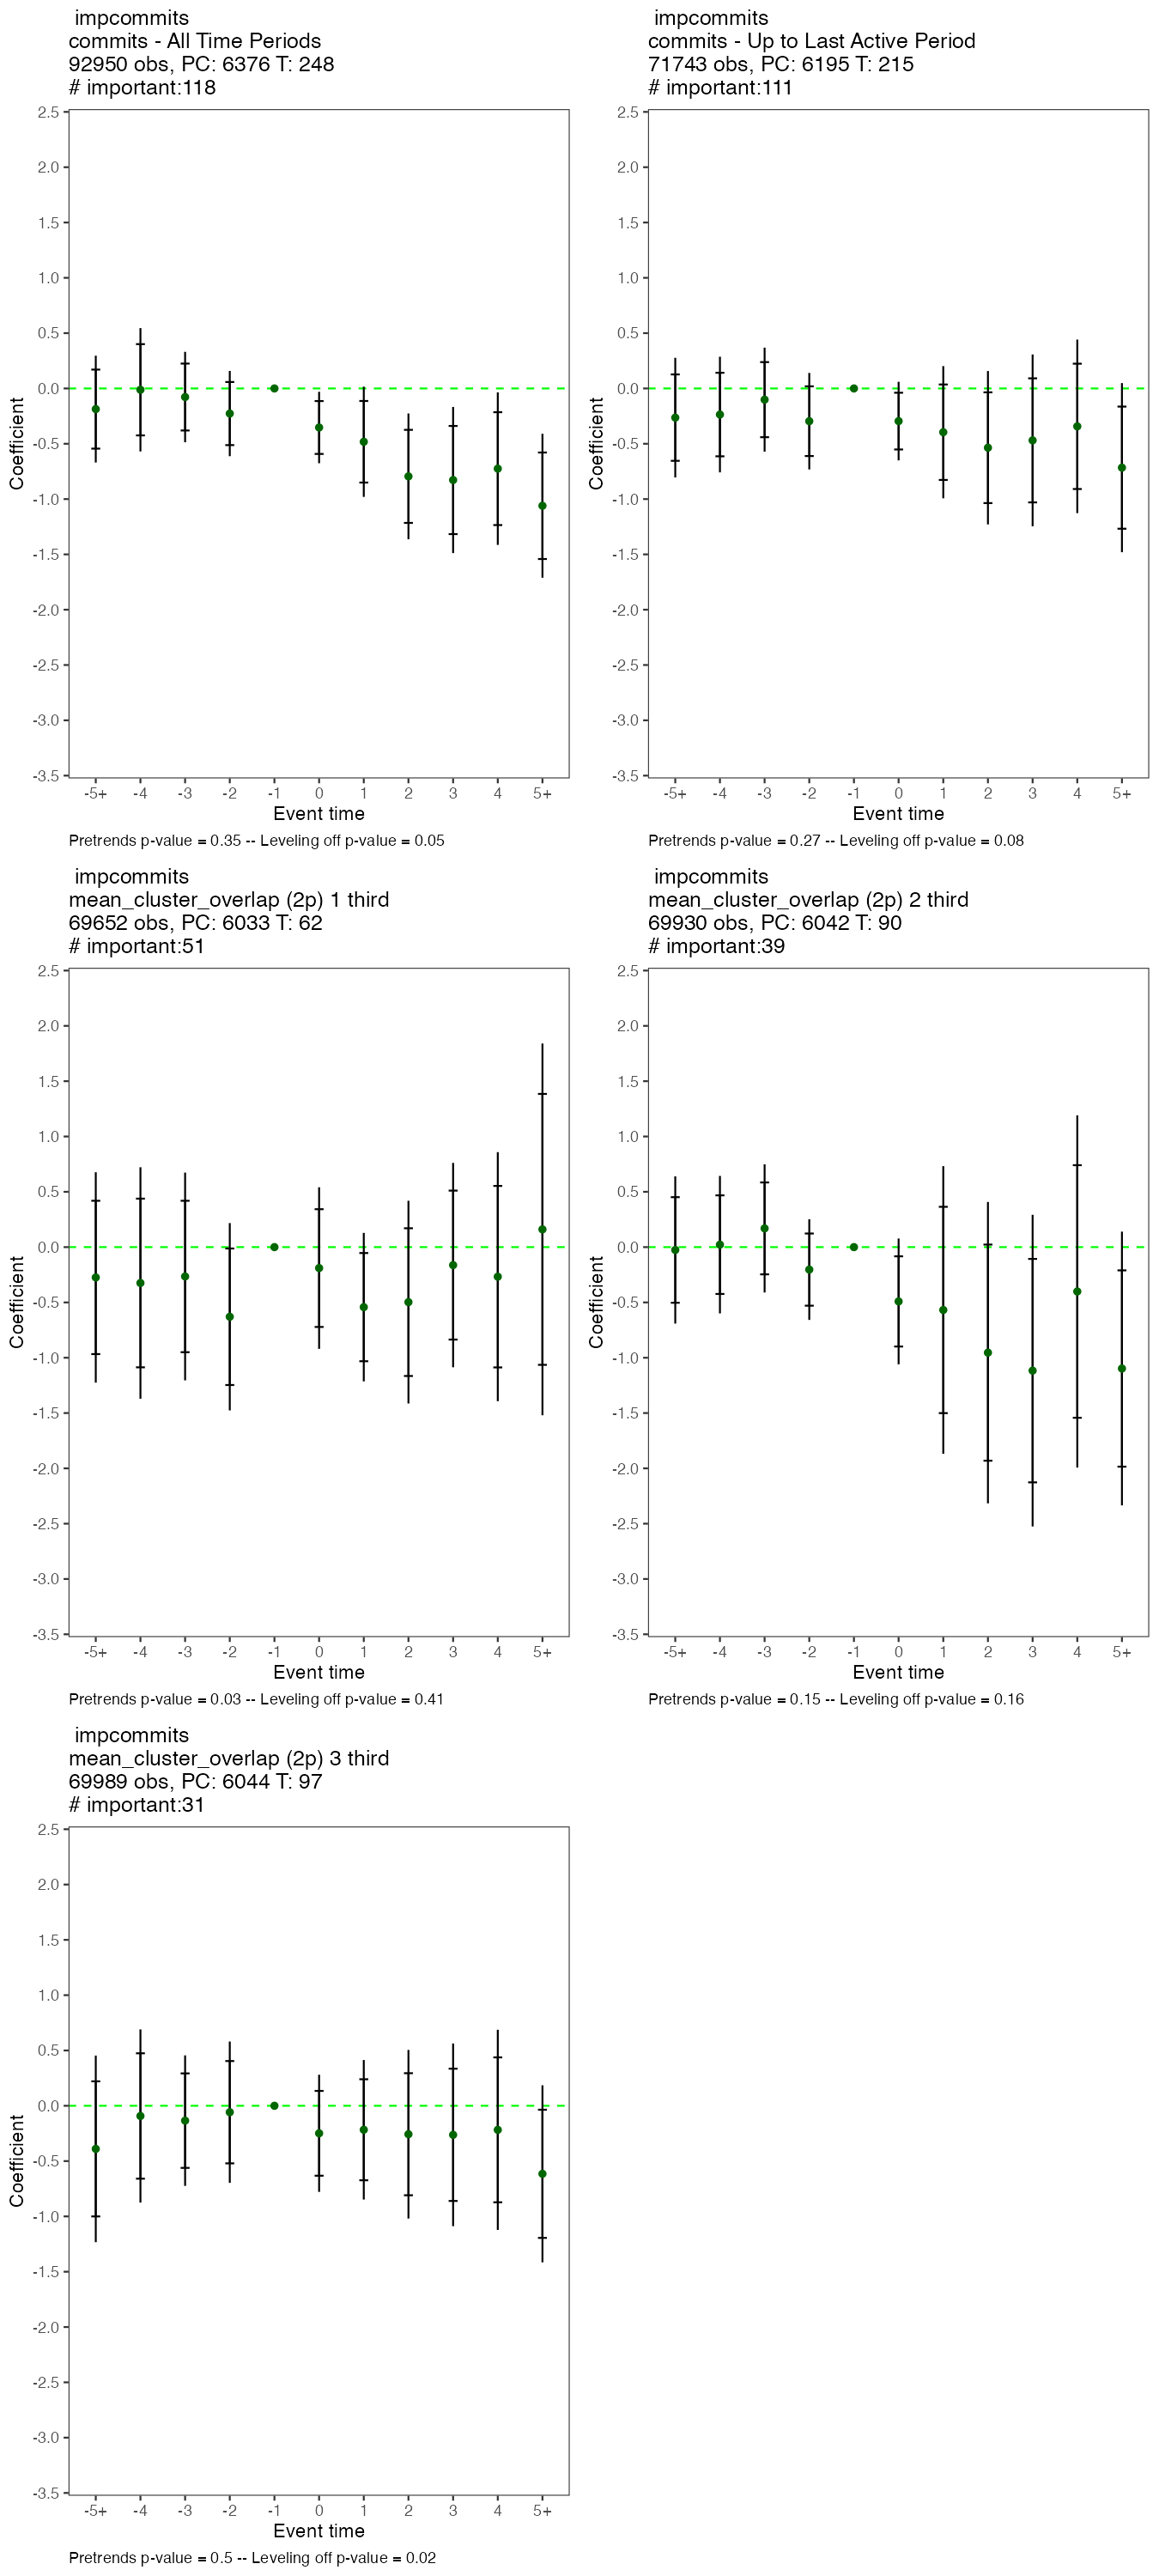 impcommits
commits - All Time Periods
92950 obs, PC: 6376 T: 248
# important:118
2.5
2.0
1.5
1.0
0.5
0.0
-0.5
-1.0
-1.5
-2.0
-2.5
-3.0
-3.5
Coefficient
-5+ -4 -3 -2 -1 0 1 2 3 4 5+
Event time
Pretrends p-value = 0.35 -- Leveling off p-value = 0.05
impcommits
commits - Up to Last Active Period
71743 obs, PC: 6195 T: 215
# important:111
2.5
2.0
1.5
1.0
0.5
0.0
-0.5
-1.0
-1.5
-2.0
-2.5
-3.0
-3.5
Coefficient
-5+ -4 -3 -2 -1 0 1 2 3 4 5+
Event time
Pretrends p-value = 0.27 -- Leveling off p-value = 0.08
impcommits
mean_cluster_overlap (2p) 1 third
69652 obs, PC: 6033 T: 62
# important:51
2.5
2.0
1.5
1.0
0.5
0.0
-0.5
-1.0
-1.5
-2.0
-2.5
-3.0
-3.5
Coefficient
-5+ -4 -3 -2 -1 0 1 2 3 4 5+
Event time
Pretrends p-value = 0.03 -- Leveling off p-value = 0.41
impcommits
mean_cluster_overlap (2p) 2 third
69930 obs, PC: 6042 T: 90
# important:39
2.5
2.0
1.5
1.0
0.5
0.0
-0.5
-1.0
-1.5
-2.0
-2.5
-3.0
-3.5
Coefficient
-5+ -4 -3 -2 -1 0 1 2 3 4 5+
Event time
Pretrends p-value = 0.15 -- Leveling off p-value = 0.16
impcommits
mean_cluster_overlap (2p) 3 third
69989 obs, PC: 6044 T: 97
# important:31
2.5
2.0
1.5
1.0
0.5
0.0
-0.5
-1.0
-1.5
-2.0
-2.5
-3.0
-3.5
Coefficient
-5+ -4 -3 -2 -1 0 1 2 3 4 5+
Event time
Pretrends p-value = 0.5 -- Leveling off p-value = 0.02